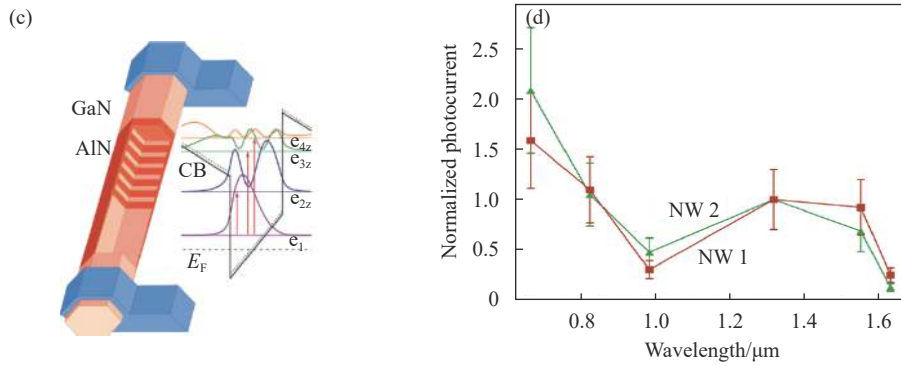 (c)
GaN
AlN
CB
e4z
e3z
e2z
e1
EF
(d)
Normalized photocurrent
2.5
2.0
1.5
1.0
0.5
0
NW 2
NW 1
0.8
1.0
1.2
1.4
1.6
Wavelength/μm